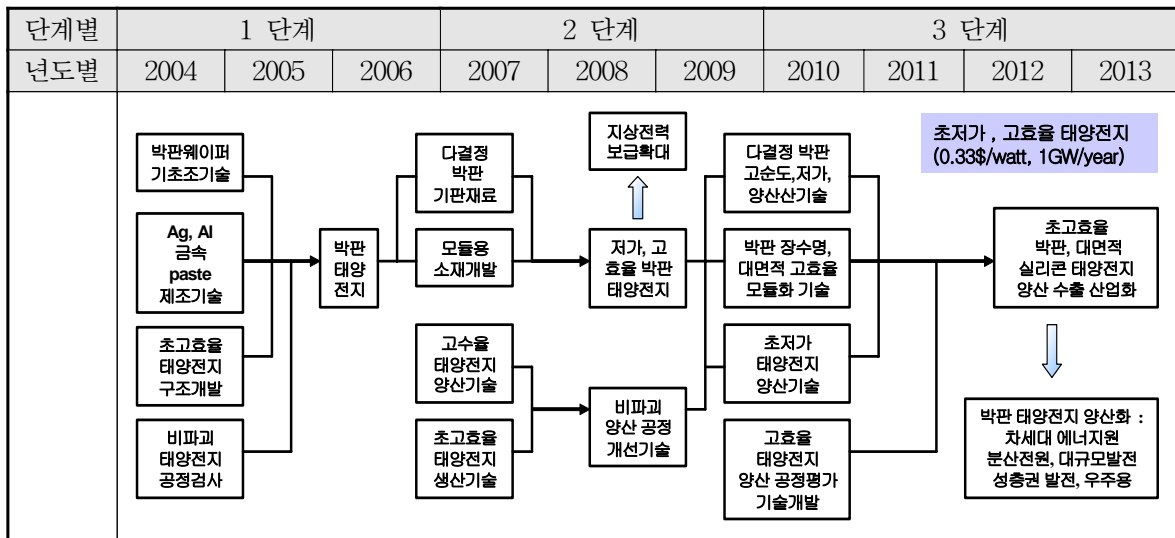 단계별
1 단계
2 단계
3 단계
년도별
2004
2005
2006
2007
2008
2009
2010
2011
2012
2013
초저가 , 고효율 태양전지
(0.33$/watt, 1GW/year)
박판웨이퍼
기초조기술
Ag, Al
금속
paste
제조기술
초고효율
태양전지
구조개발
비파괴
태양전지
공정검사
박판
태양
전지
다결정
박판
기판재료
모듈용
소재개발
고수율
태양전지
양산기술
초고효율
태양전지
생산기술
지상전력
보급확대
저가, 고
효율 박판
태양전지
비파괴
양산 공정
개선기술
다결정 박판
고순도,저가,
양산산기술
박판 장수명,
대면적 고효율
모듈화 기술
초저가
태양전지
양산기술
고효율
태양전지
양산 공정평가
기술개발
초고효율
박판, 대면적
실리콘 태양전지
양산 수출 산업화
박판 태양전지 양산화 :
차세대 에너지원
분산전원, 대규모발전
성층권 발전, 우주용